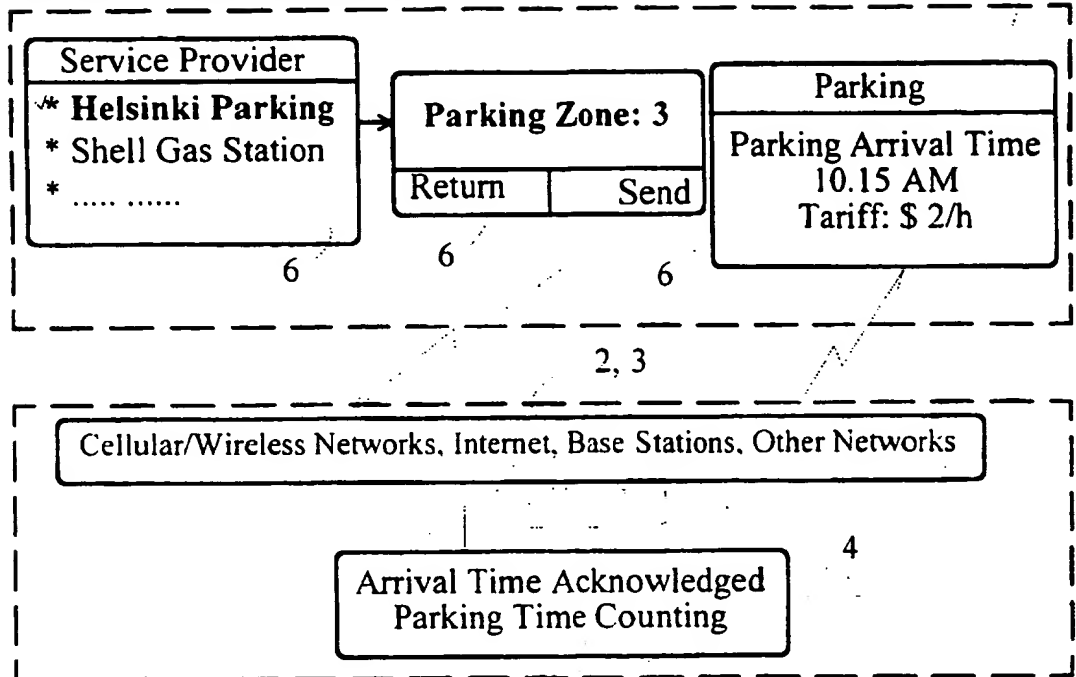 Service Provider
* Helsinki Parking
* Shell Gas Station
* ..... ......
Parking Zone: 3
Return Send
Parking
Parking Arrival Time
10.15 AM
Tariff: $ 2/h
6
6
6
2, 3
Cellular/Wireless Networks, Internet, Base Stations, Other Networks
4
Arrival Time Acknowledged
Parking Time Counting